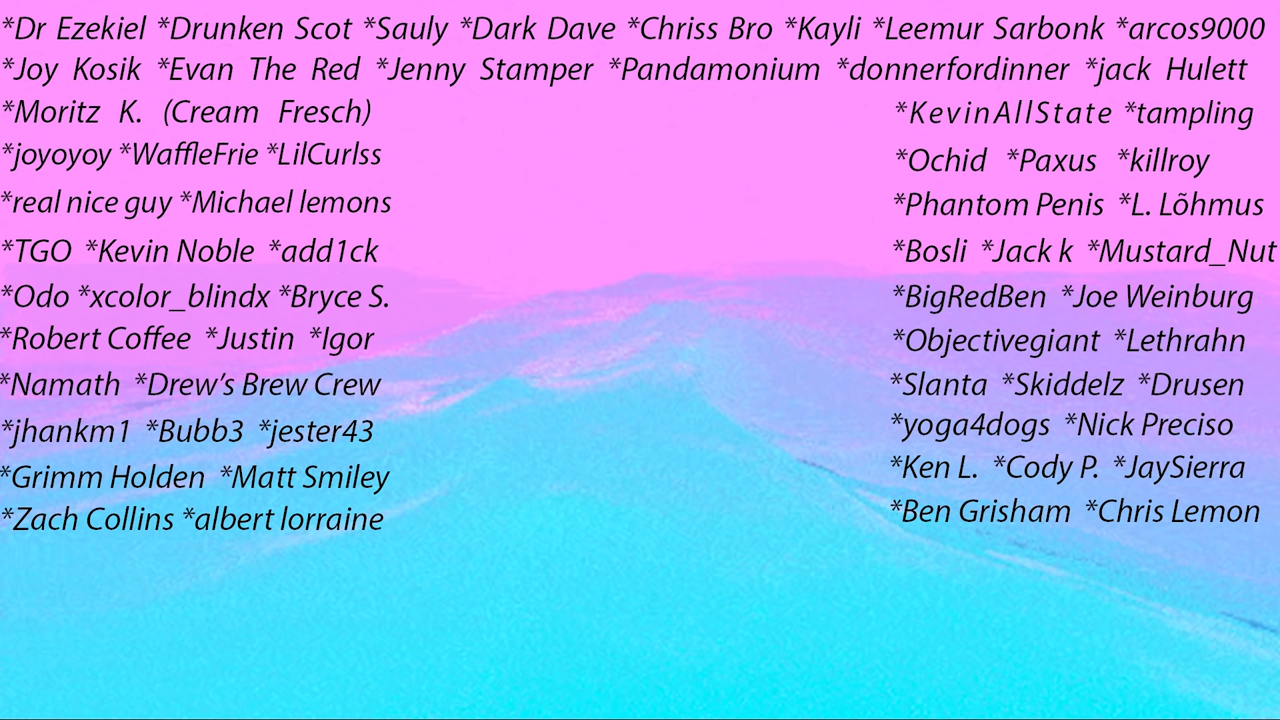 *Dr Ezekiel *Drunken Scot *Sauly *Dark Dave *Chriss Bro *Kayli *Leemur Sarbonk *arcos9000
*Joy Kosik *Evan The Red *Jenny Stamper *Pandamonium *donnerfordinner *jack Hulett
*Moritz K. (Cream Fresch)
*joyoyoy *WaffleFrie *LilCurlss
*real nice guy *Michael lemons
*TGO *Kevin Noble *add1ck
*Odo *xcolor_blindx *Bryce S.
*Robert Coffee *Justin *Igor
*Namath *Drew’s Brew Crew
*jhankm1 *Bubb3 *jester43
*Grimm Holden *Matt Smiley
*Zach Collins *albert lorraine
*KevinAllState *tampling
*Ochid *Paxus *killroy
*Phantom Penis *L. Lõhmus
*Bosli *Jack k *Mustard_Nut
*BigRedBen *Joe Weinburg
*Objectivegiant *Lethrahn
*Slanta *Skiddelz *Drusen
*yoga4dogs *Nick Preciso
*Ken L. *Cody P. *JaySierra
*Ben Grisham *Chris Lemon